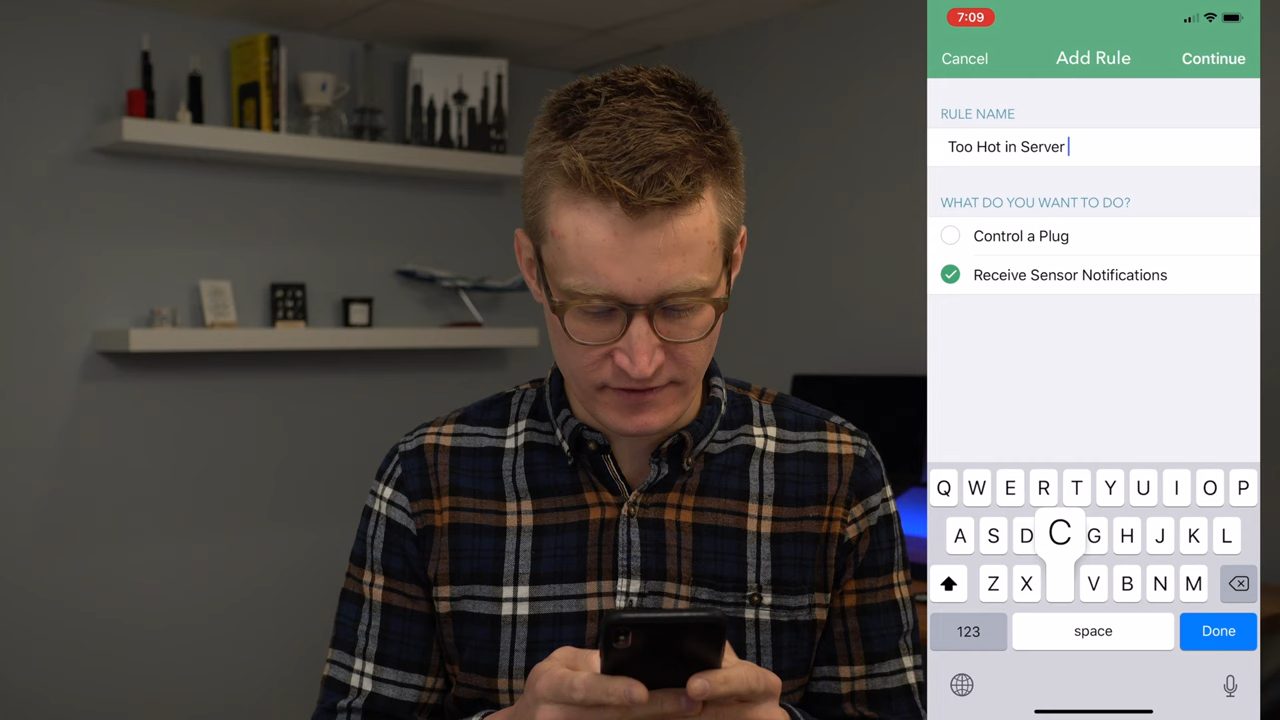 7:09
Cancel Add Rule Continue
RULE NAME
Too Hot in Server
WHAT DO YOU WANT TO DO?
Control a Plug
Receive Sensor Notifications
Q W E R T Y U I O P
A S D C G H J K L
Z X V B N M
123 space Done